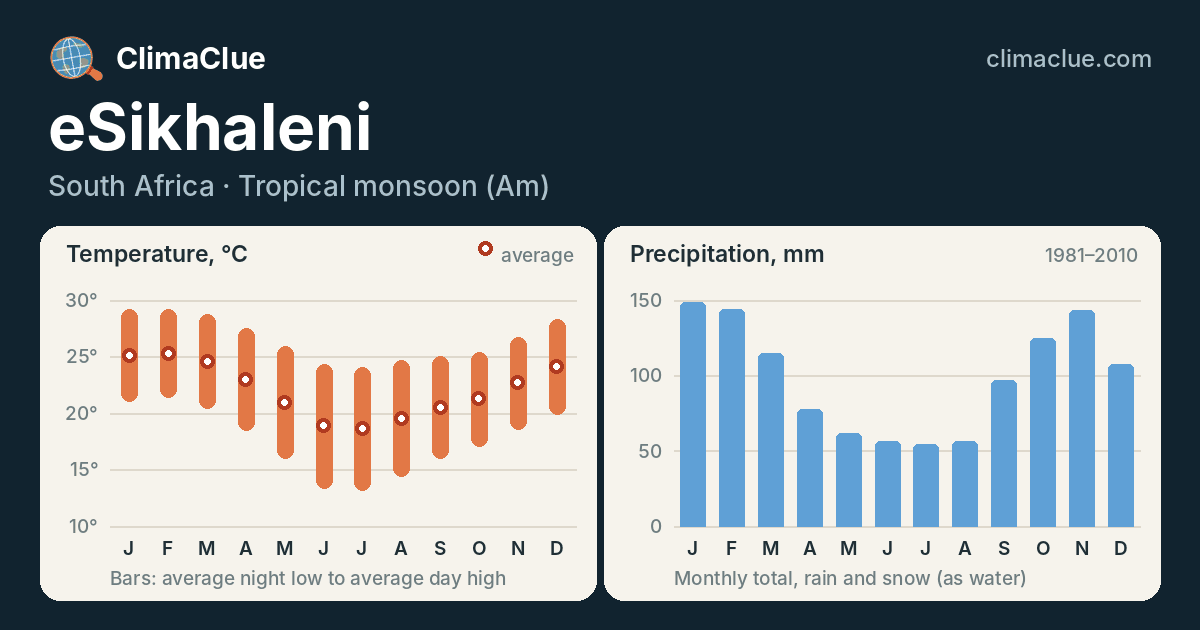 ClimaClue
climaclue.com
eSikhaleni
South Africa · Tropical monsoon (Am)
Temperature, °C
average
30°
25°
20°
15°
10°
J F M A M J J A S O N D
Bars: average night low to average day high
Precipitation, mm
1981–2010
150
100
50
0
J F M A M J J A S O N D
Monthly total, rain and snow (as water)